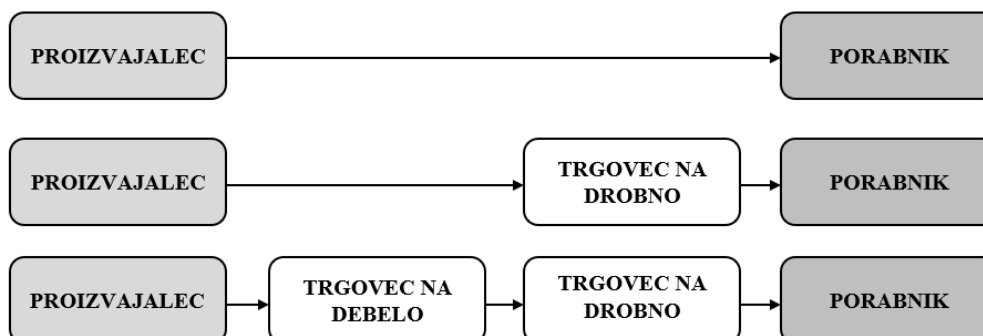 PROIZVAJALEC
PORABNIK
PROIZVAJALEC
TRGOVEC NA
DROBNO
PORABNIK
PROIZVAJALEC
TRGOVEC NA
DEBELO
TRGOVEC NA
DROBNO
PORABNIK